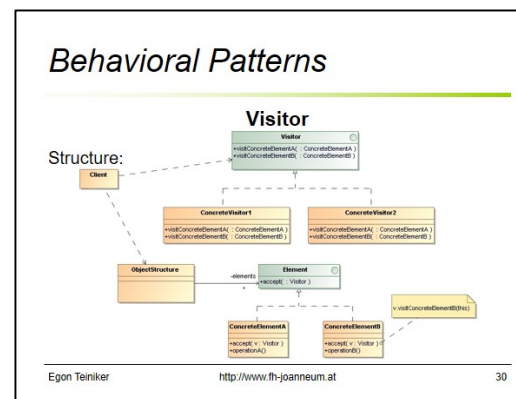 Behavioral Patterns
Visitor
Structure:
Visitor
+visitConcreteElementA( : ConcreteElementA )
+visitConcreteElementB( : ConcreteElementB )
Client
ConcreteVisitor1
+visitConcreteElementA( : ConcreteElementA )
+visitConcreteElementB( : ConcreteElementB )
ConcreteVisitor2
+visitConcreteElementA( : ConcreteElementA )
+visitConcreteElementB( : ConcreteElementB )
ObjectStructure
-elements
*
Element
+accept( : Visitor )
ConcreteElementA
+accept( v : Visitor )
+operationA()
ConcreteElementB
+accept( v : Visitor )
+operationB()
v.visitConcreteElementB(this)
Egon Teiniker http://www.fh-joanneum.at 30